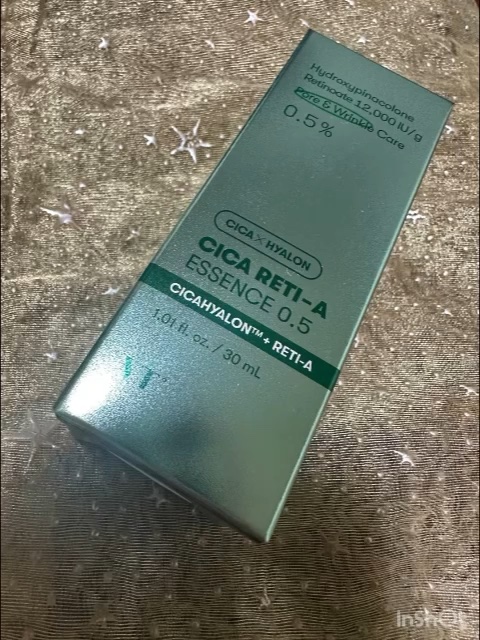 Hydroxypinacolone
Retinoate 12,000 IU/g
Pore & Wrinkle Care
0.5%
CICA X HYALON
CICA RETI-A
ESSENCE 0.5
CICAHYALON™ + RETI-A
1.01 fl. oz. / 30 mL
VT
InShOt